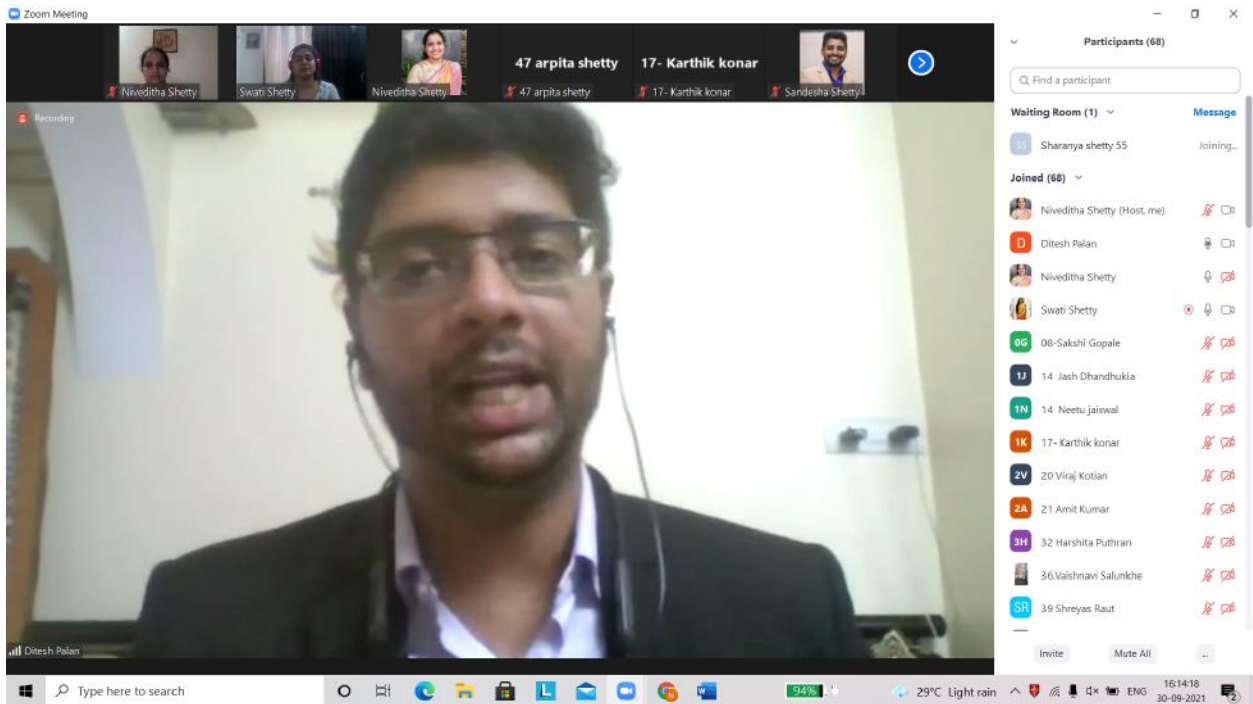 Zoom Meeting
47 arpita shetty
17- Karthik konar
Niveditha Shetty
Swati Shetty
Niveditha Shetty
47 arpita shetty
17- Karthik konar
Sandesha Shetty
Recording
Ditesh Palan
Participants (68)
Find a participant
Waiting Room (1)
Message
SS
Sharanya shetty 55
Joining...
Joined (68)
Niveditha Shetty (Host, me)
D
Ditesh Palan
Niveditha Shetty
Swati Shetty
0G
08-Sakshi Gopale
1J
14 Jash Dhandhukia
1N
14 Neetu jaiswal
1K
17- Karthik konar
2V
20 Viraj Kotian
2A
21 Amit Kumar
3H
32 Harshita Puthran
36.Vaishnavi Salunkhe
SR
39 Shreyas Raut
Invite
Mute All
...
Type here to search
L
94%
29°C Light rain
ENG
16:14:18
30-09-2021
2